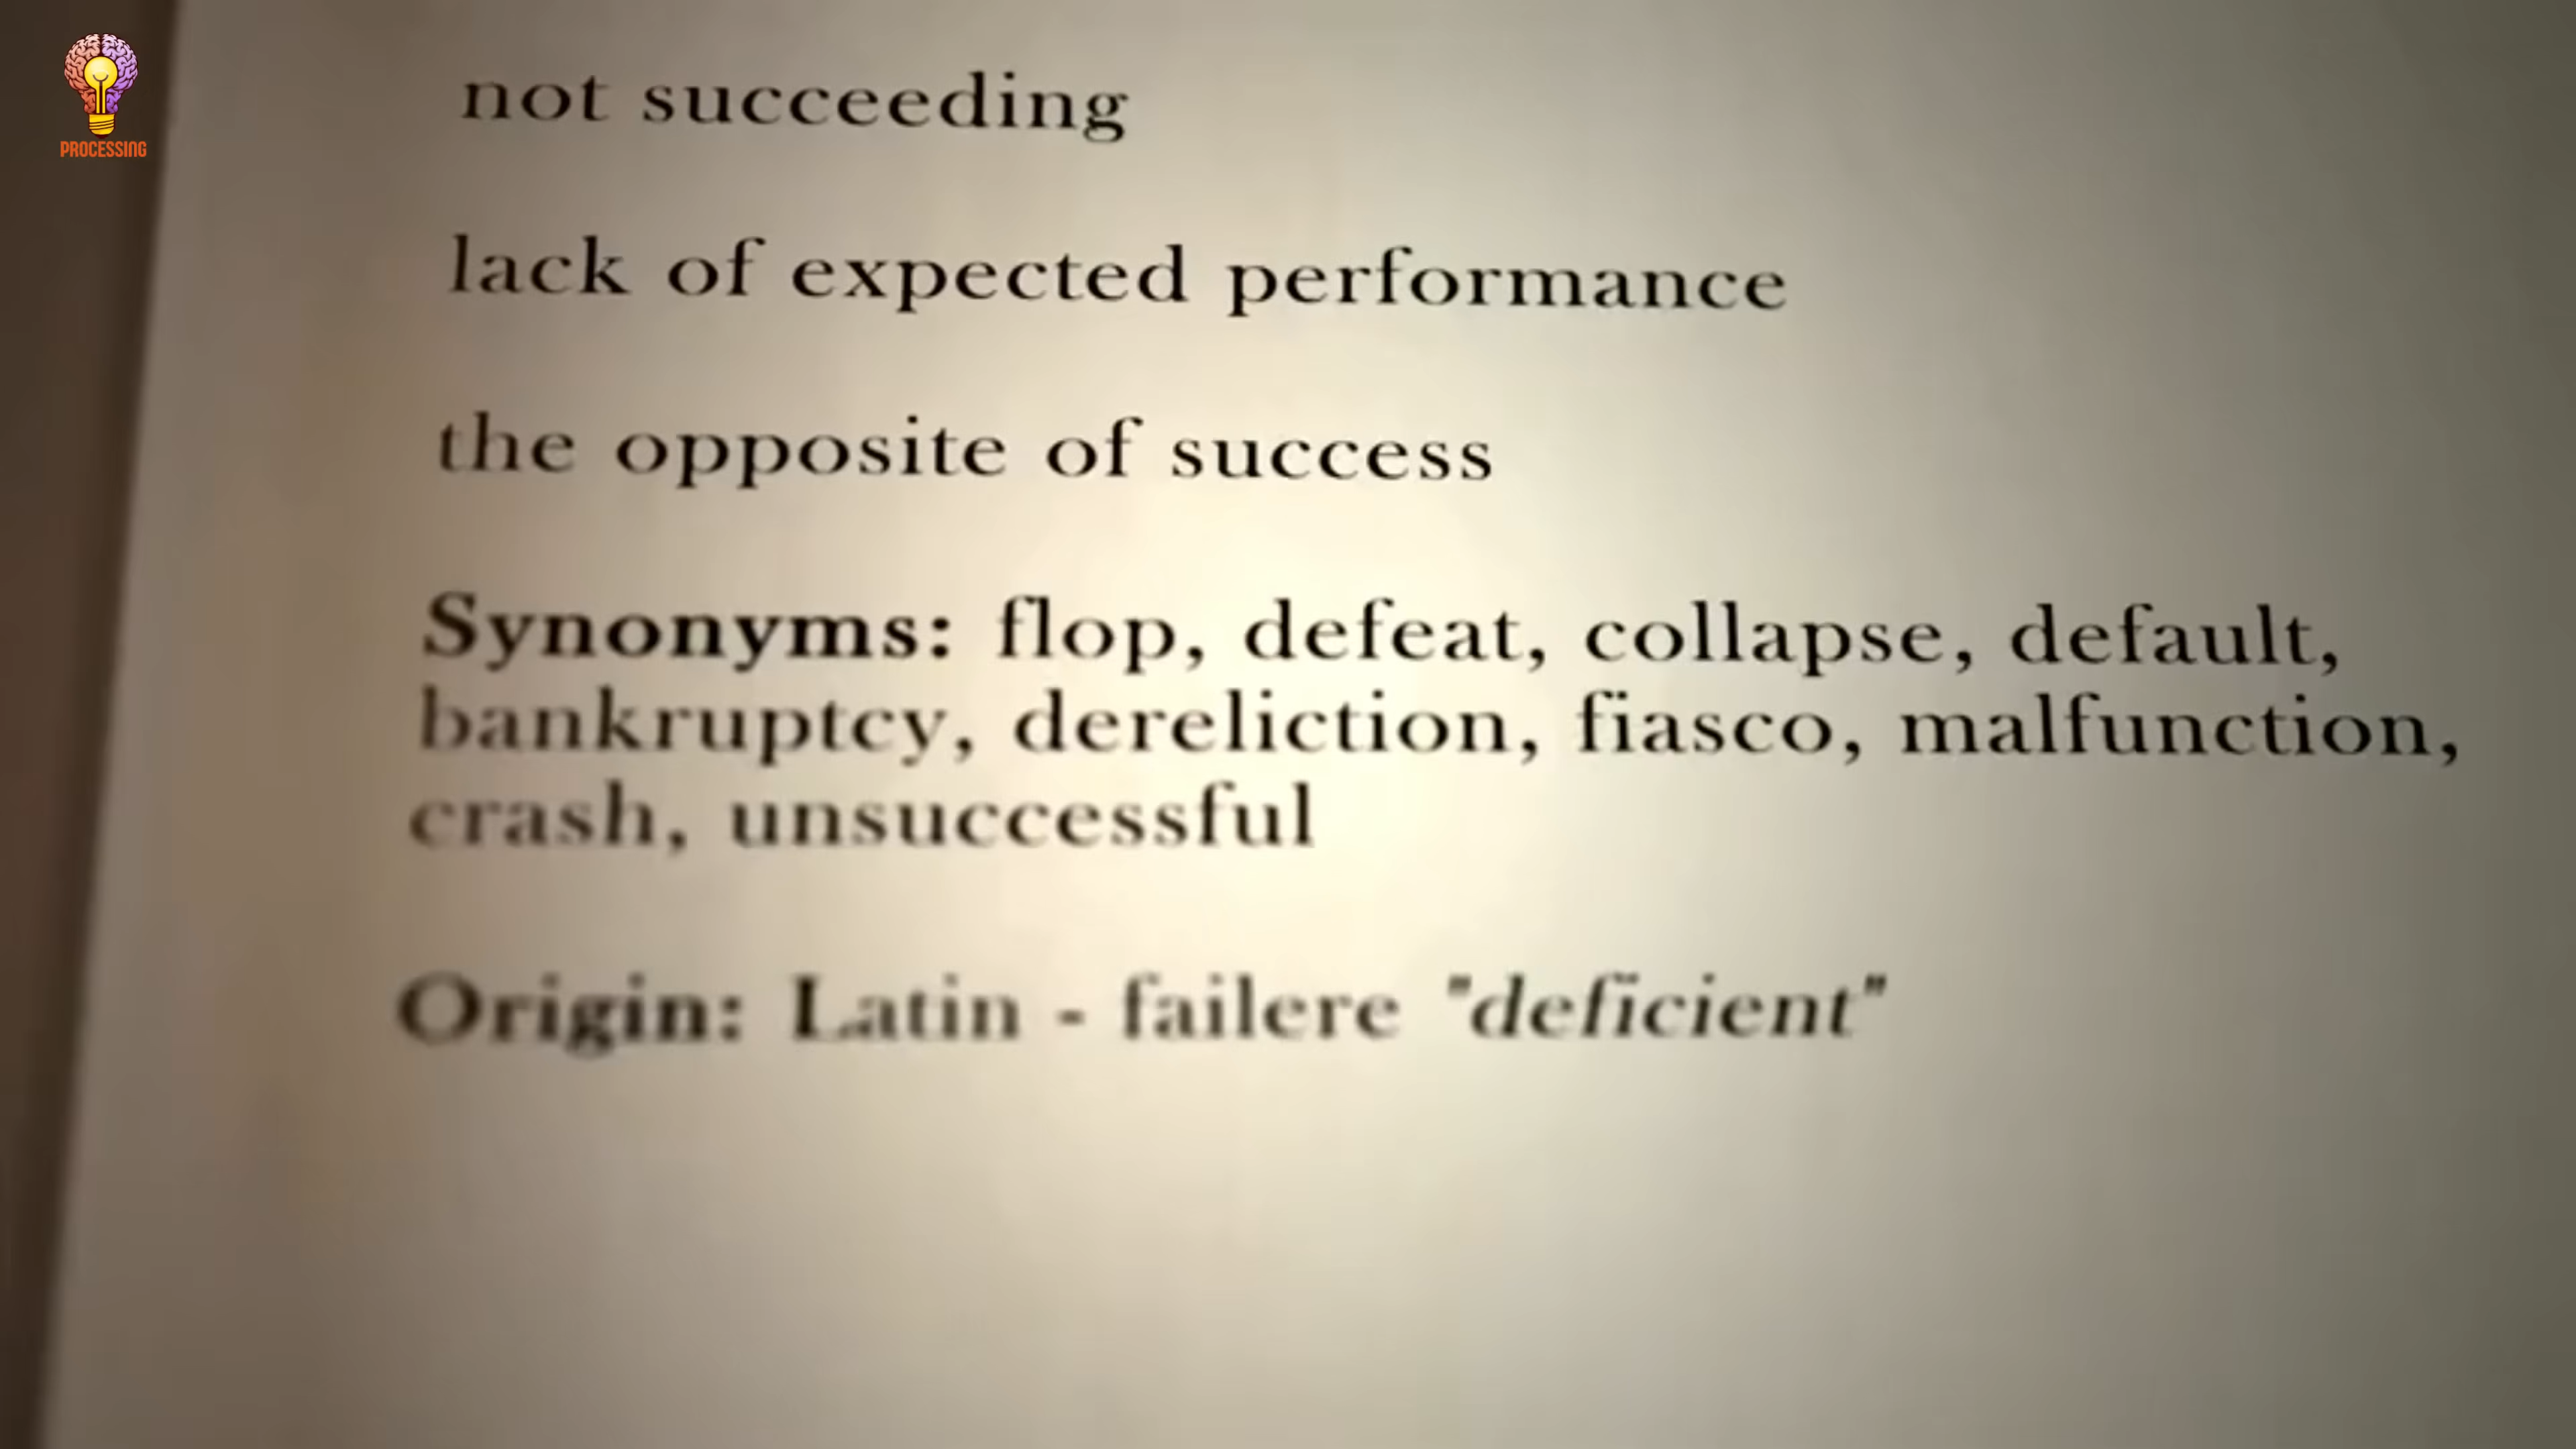 PROCESSING
not succeeding
lack of expected performance
the opposite of success
Synonyms: flop, defeat, collapse, default,
bankruptcy, dereliction, fiasco, malfunction,
crash, unsuccessful
Origin: Latin - failere "deficient"